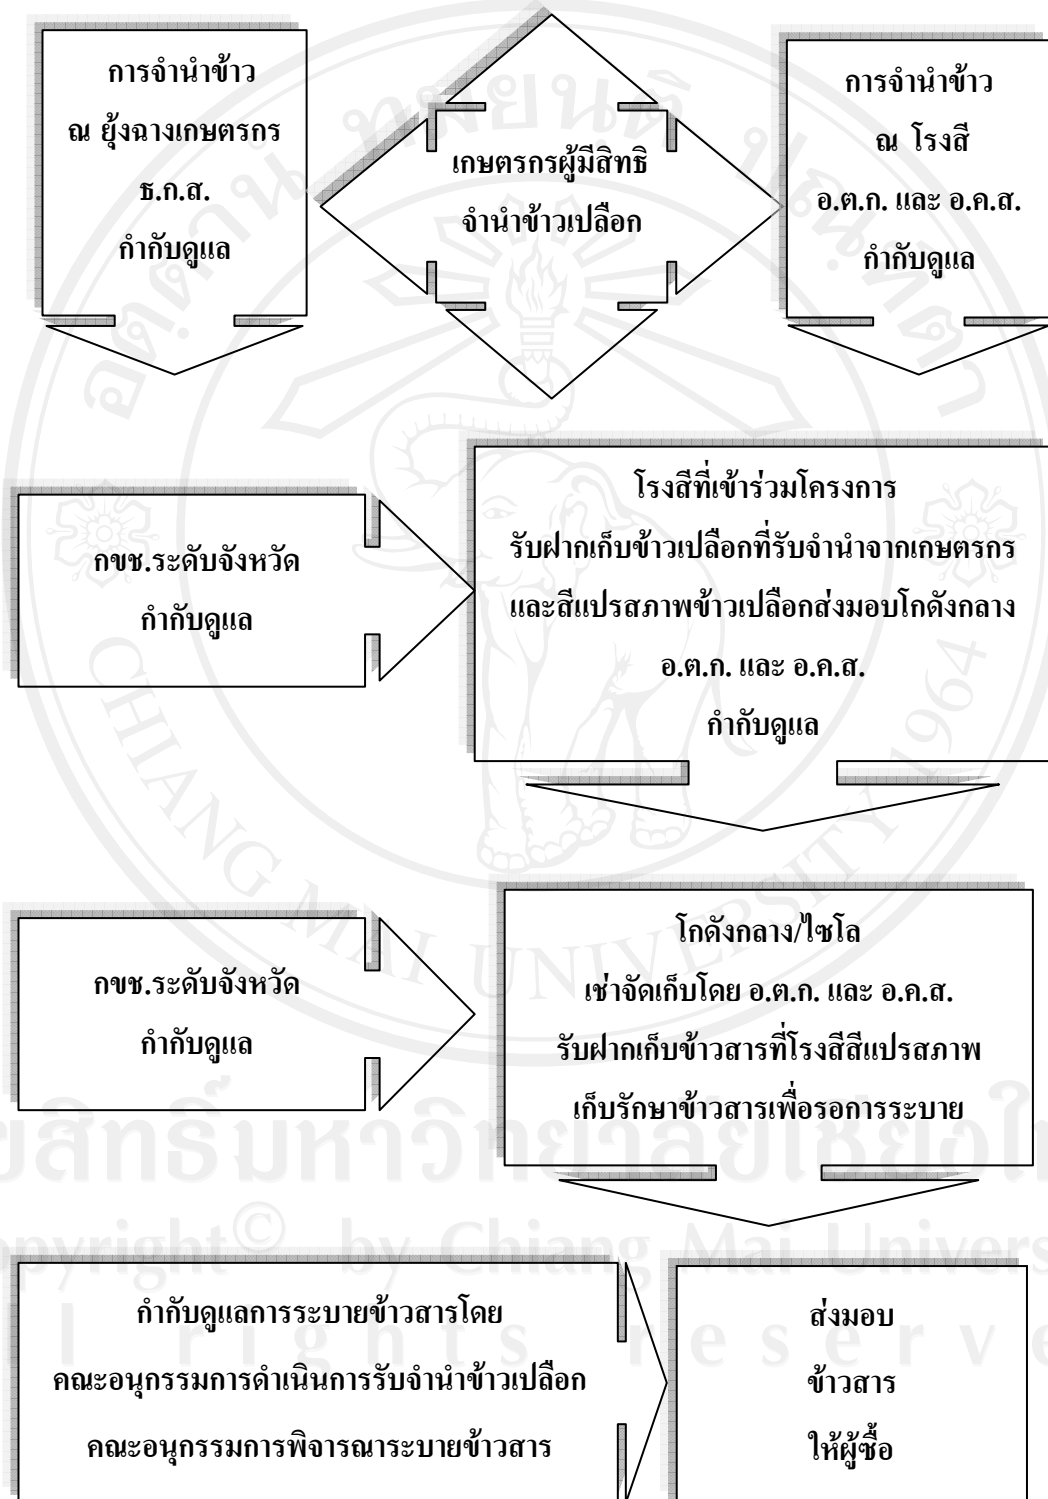 การจำนำข้าว
ณ ยุ้งฉางเกษตรกร
ธ.ก.ส.
กำกับดูแล
เกษตรกรผู้มีสิทธิ
จำนำข้าวเปลือก
การจำนำข้าว
ณ โรงสี
อ.ต.ก. และ อ.ค.ส.
กำกับดูแล
กขช.ระดับจังหวัด
กำกับดูแล
โรงสีที่เข้าร่วมโครงการ
รับฝากเก็บข้าวเปลือกที่รับจำนำจากเกษตรกร
และสีแปรสภาพข้าวเปลือกส่งมอบโกดังกลาง
อ.ต.ก. และ อ.ค.ส.
กำกับดูแล
กขช.ระดับจังหวัด
กำกับดูแล
โกดังกลาง/ไซโล
เช่าจัดเก็บโดย อ.ต.ก. และ อ.ค.ส.
รับฝากเก็บข้าวสารที่โรงสีสีแปรสภาพ
เก็บรักษาข้าวสารเพื่อรอการระบาย
กำกับดูแลการระบายข้าวสารโดย
คณะอนุกรรมการดำเนินการรับจำนำข้าวเปลือก
คณะอนุกรรมการพิจารณาระบายข้าวสาร
ส่งมอบ
ข้าวสาร
ให้ผู้ซื้อ
CHIANG MAI UNIVERSITY 1964
by Chiang Mai
rights